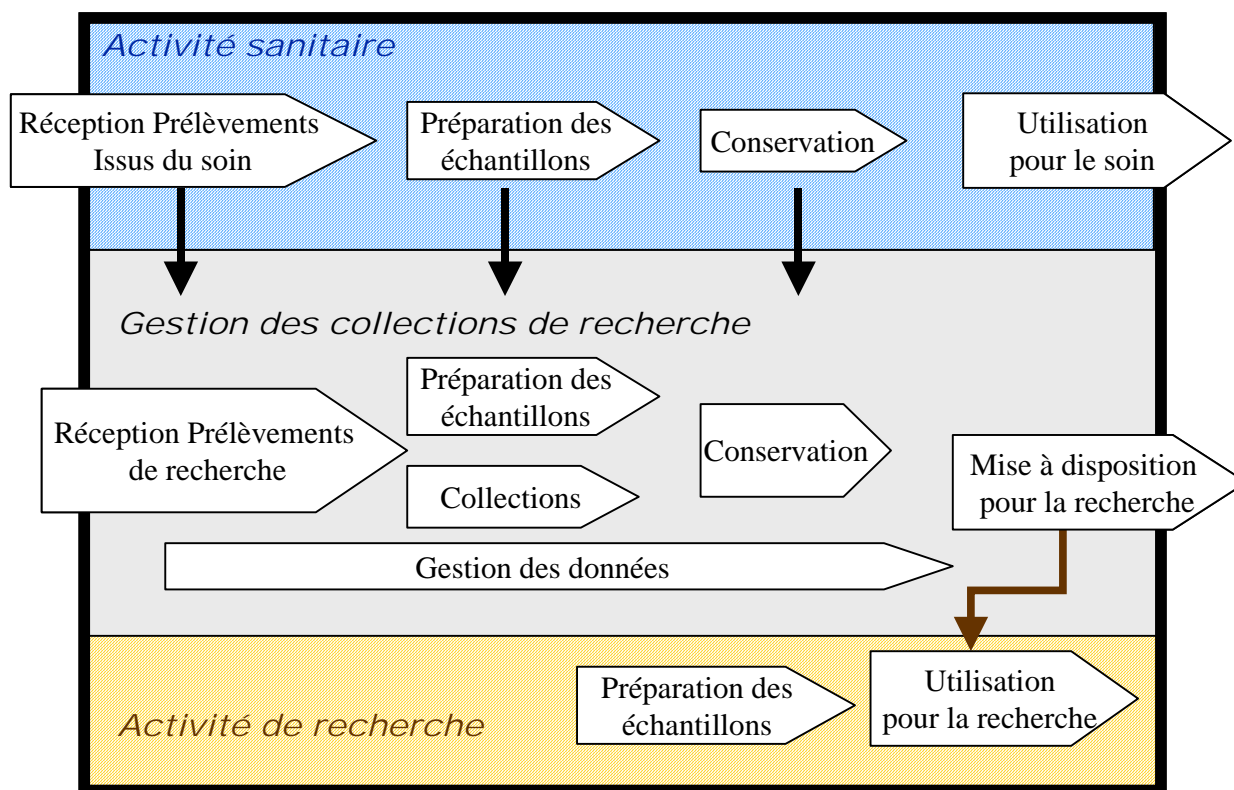 Activité sanitaire
Réception Prélèvements
Issus du soin
Préparation des
échantillons
Conservation
Utilisation
pour le soin
Gestion des collections de recherche
Réception Prélèvements
de recherche
Préparation des
échantillons
Collections
Conservation
Mise à disposition
pour la recherche
Gestion des données
Activité de recherche
Préparation des
échantillons
Utilisation
pour la recherche